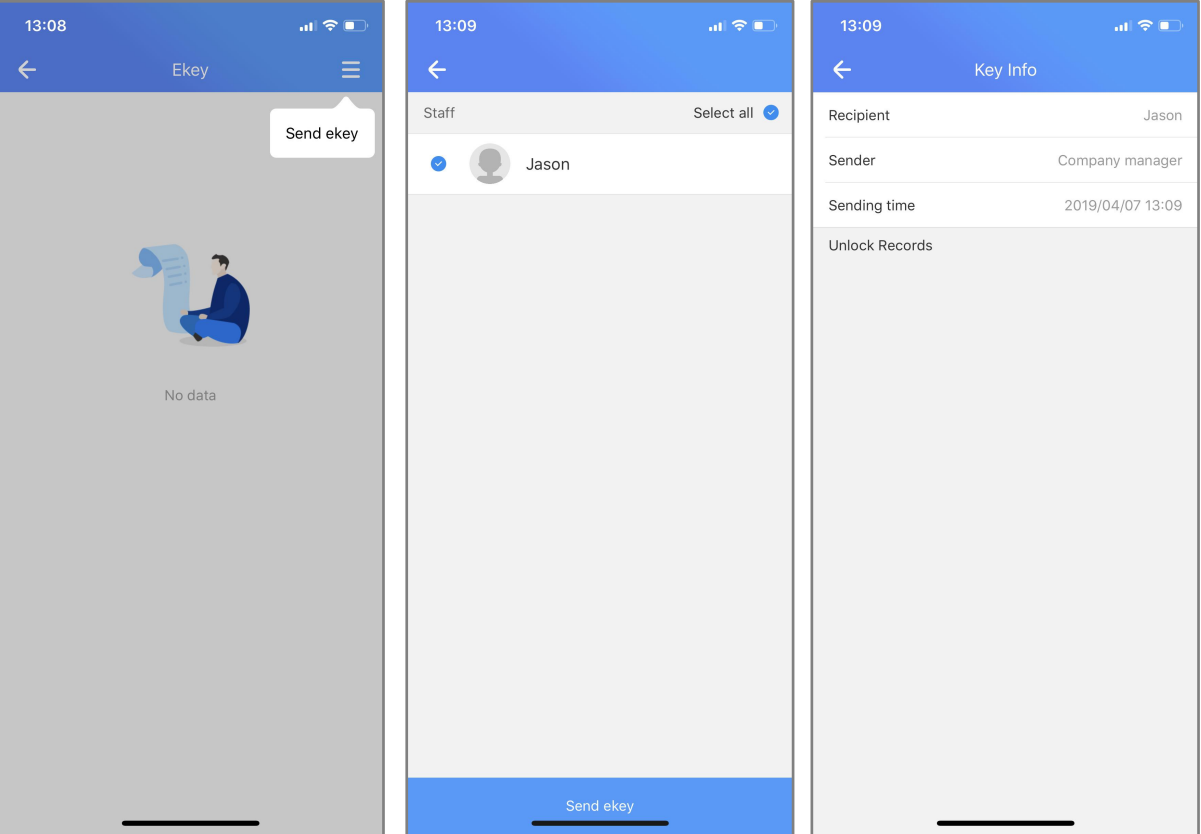 13:08
Ekey
Send ekey
No data
13:09
Staff
Select all
Jason
Send ekey
13:09
Key Info
Recipient Jason
Sender Company manager
Sending time 2019/04/07 13:09
Unlock Records